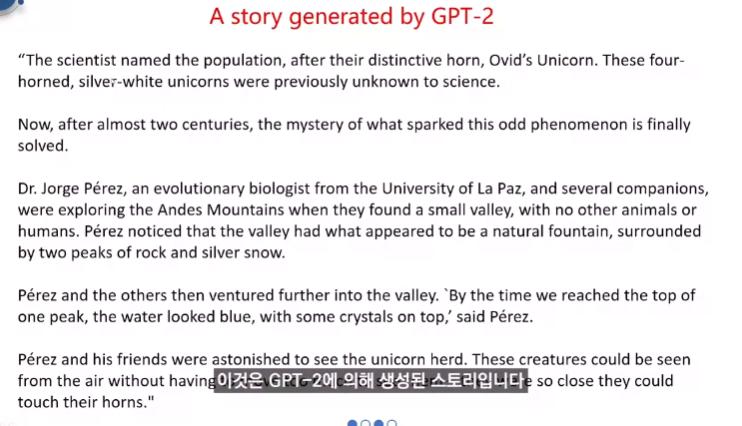 A story generated by GPT-2
“The scientist named the population, after their distinctive horn, Ovid’s Unicorn. These four-
horned, silver-white unicorns were previously unknown to science.
Now, after almost two centuries, the mystery of what sparked this odd phenomenon is finally
solved.
Dr. Jorge Pérez, an evolutionary biologist from the University of La Paz, and several companions,
were exploring the Andes Mountains when they found a small valley, with no other animals or
humans. Pérez noticed that the valley had what appeared to be a natural fountain, surrounded
by two peaks of rock and silver snow.
Pérez and the others then ventured further into the valley. `By the time we reached the top of
one peak, the water looked blue, with some crystals on top,’ said Pérez.
Pérez and his friends were astonished to see the unicorn herd. These creatures could be seen
from the air without having so close they could
이것은 GPT-2에 의해 생성된 스토리입니다
touch their horns."